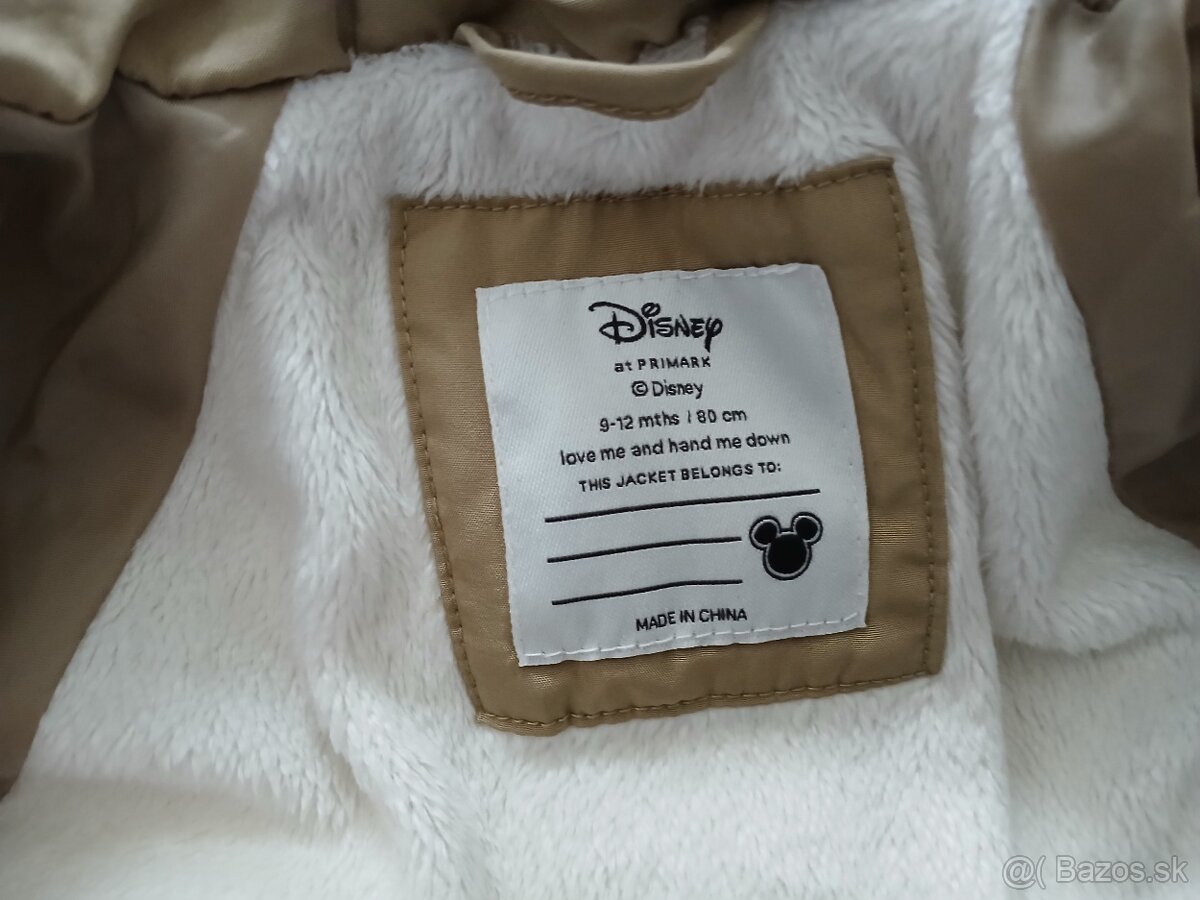 Disney
at PRIMARK
© Disney
9-12 mths / 80 cm
love me and hand me down
THIS JACKET BELONGS TO:
MADE IN CHINA
@( Bazos.sk